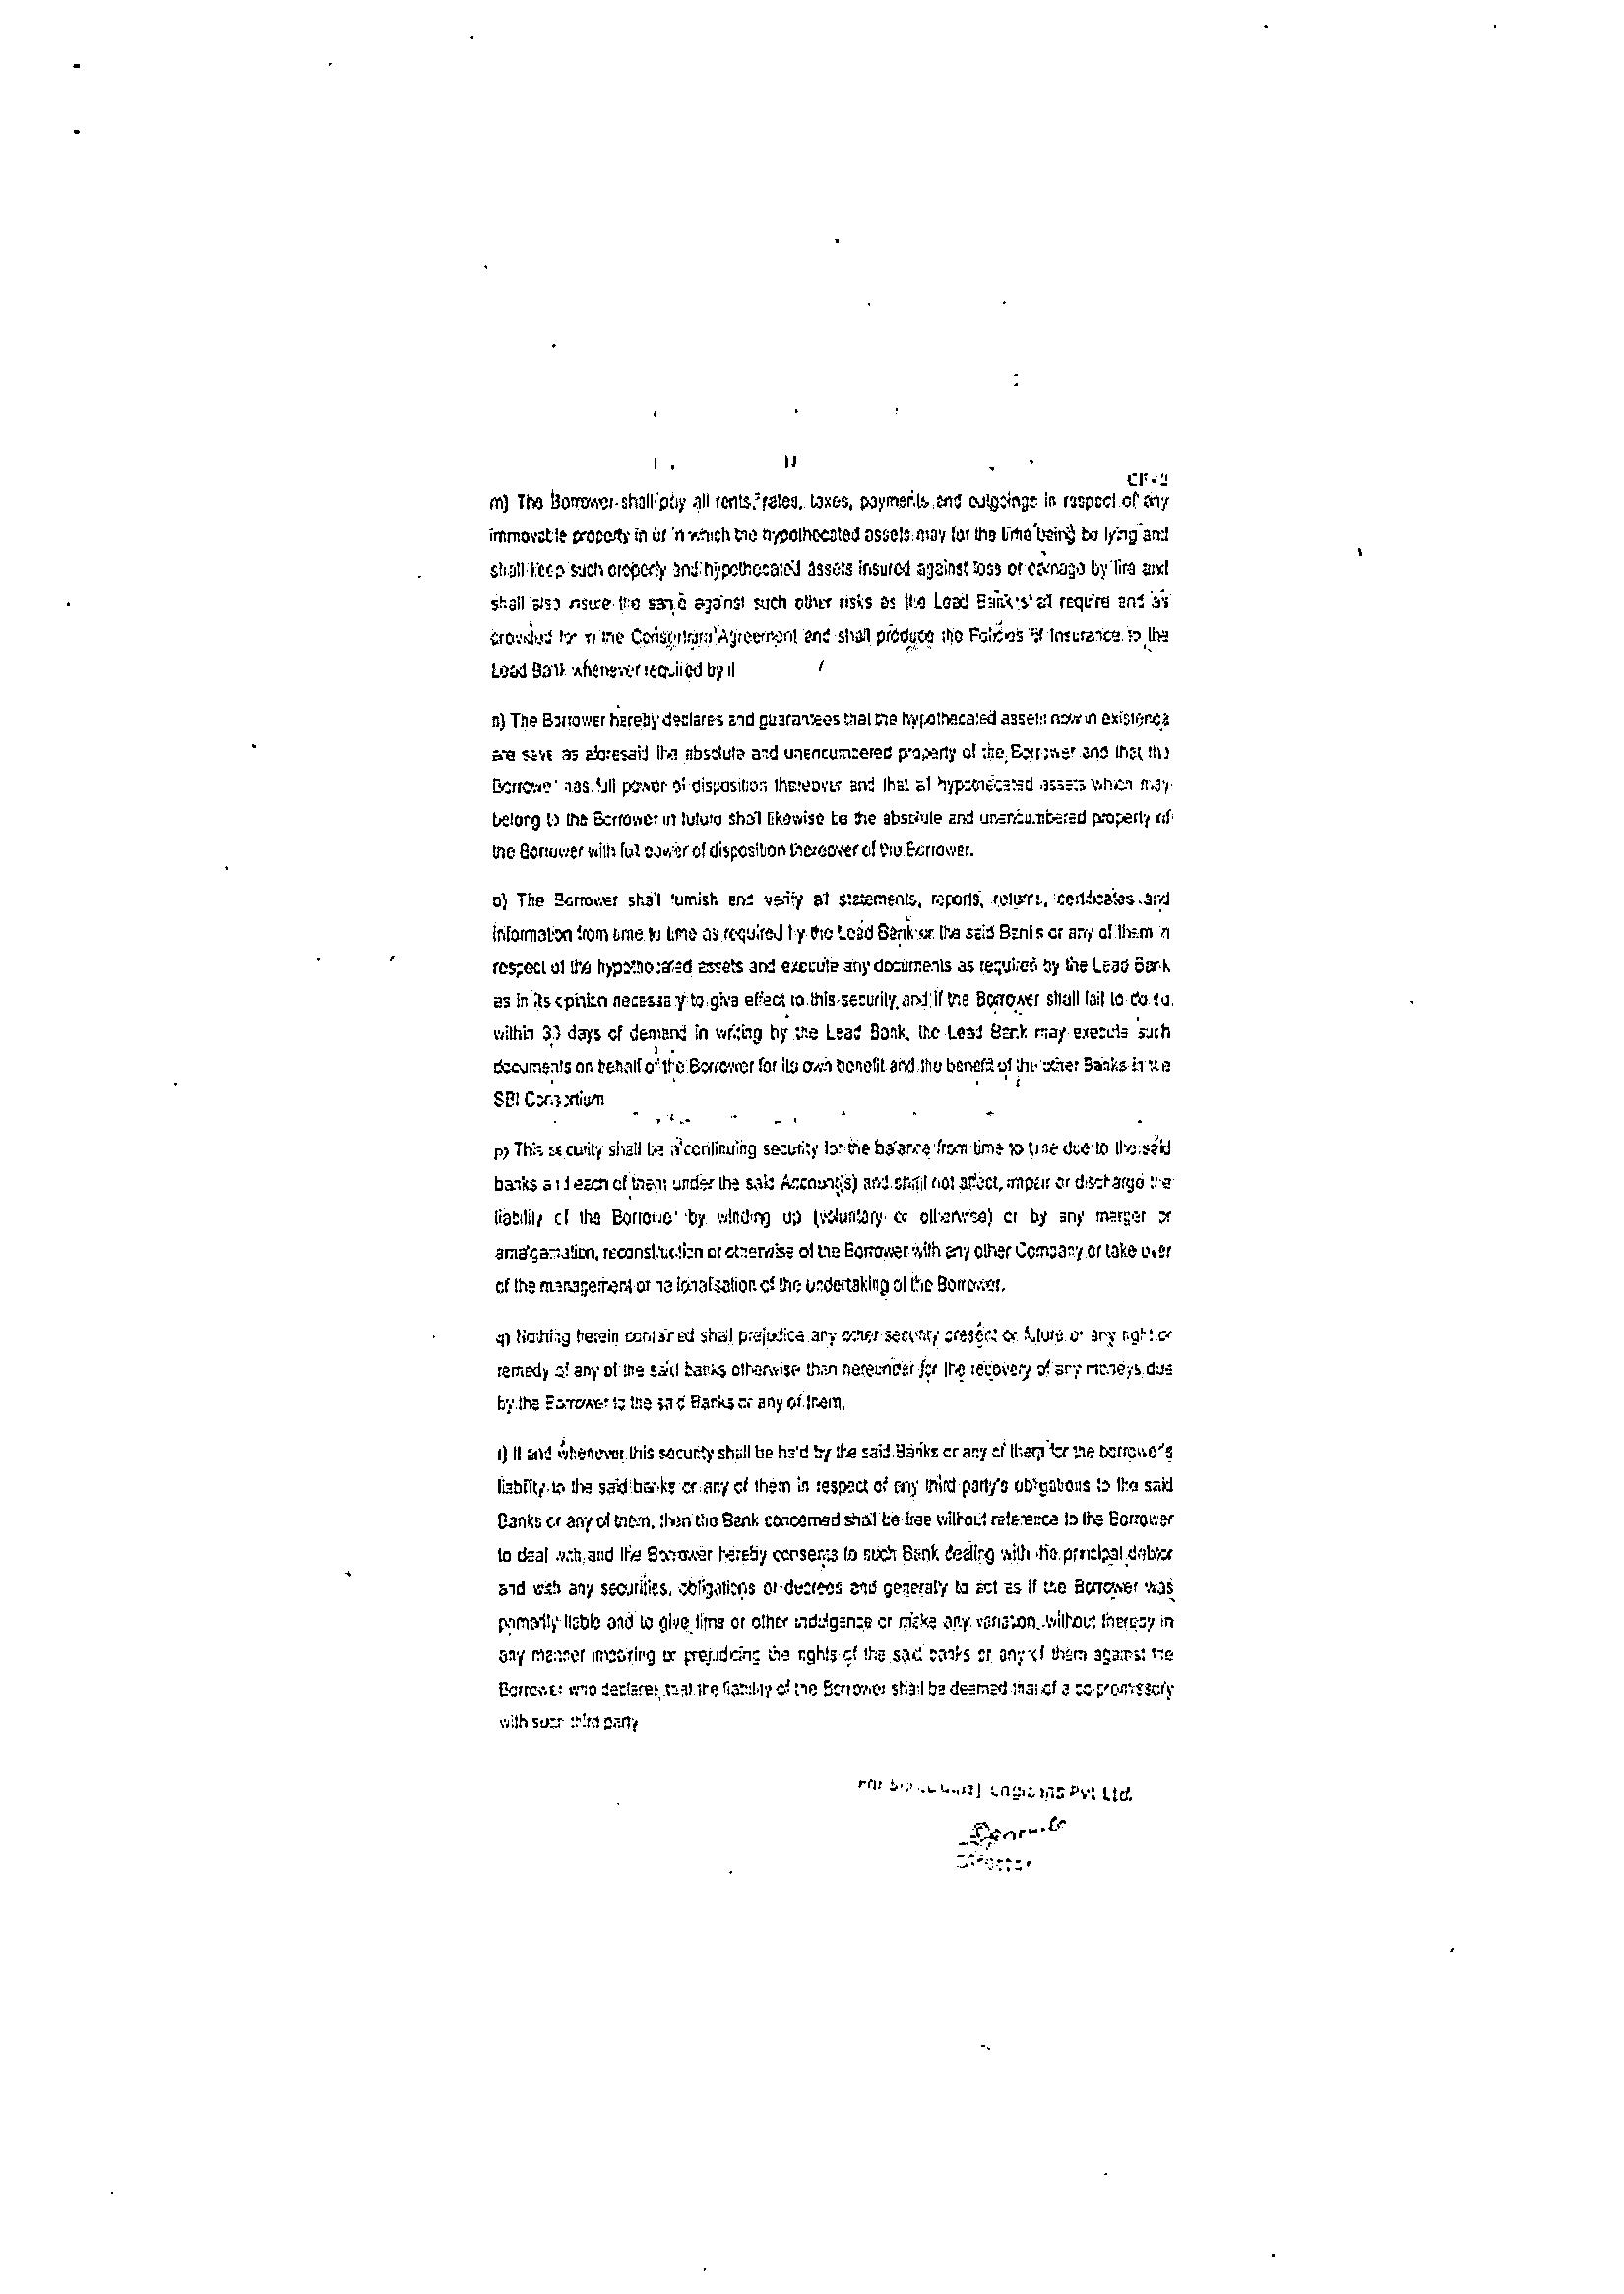 m) The Borrower shall pay all rents, rates, taxes, payments and outgoings in respect of any
immovable property in or in which the hypothecated assets may for the time being be lying and
shall keep such property and hypothecated assets insured against loss or damage by fire and
shall also insure the same against such other risks as the Lead Bank shall require and as
provided for in the Consortium Agreement and shall produce the Policies of Insurance to the
Lead Bank whenever required by it
n) The Borrower hereby declares and guarantees that the hypothecated assets now in existence
are save as aforesaid the absolute and unencumbered property of the Borrower and that the
Borrower has full power of disposition thereover and that all hypothecated assets which may
belong to the Borrower in future shall likewise be the absolute and unencumbered property of
the Borrower with full power of disposition thereover of the Borrower.
o) The Borrower shall furnish and verify all statements, reports, returns, certificates and
information from time to time as required by the Lead Bank or the said Banks or any of them in
respect of the hypothecated assets and execute any documents as required by the Lead Bank
as in its opinion necessary to give effect to this security and if the Borrower shall fail to do so
within days of demand in writing by the Lead Bank, the Lead Bank may execute such
documents on behalf of the Borrower for its own benefit and the benefit of the other Banks in the
SBI Consortium
p) This security shall be a continuing security for the balance from time to time due to the said
banks and each of them under the said Account(s) and shall not affect, impair or discharge the
liability of the Borrower by winding up (voluntary or otherwise) or by any merger or
amalgamation, reconstruction or otherwise of the Borrower with any other Company or take over
of the management or nationalisation of the undertaking of the Borrower.
q) Nothing herein contained shall prejudice any other security present or future or any right or
remedy of any of the said banks otherwise than hereunder for the recovery of any moneys due
by the Borrower to the said Banks or any of them.
r) If and whenever this security shall be held by the said Banks or any of them for the borrower's
liability to the said banks or any of them in respect of any third party's obligations to the said
Banks or any of them, then the Bank concerned shall be free without reference to the Borrower
to deal with and the Borrower hereby consents to such Bank dealing with the principal debtor
and with any securities, obligations or decrees and generally to act as if the Borrower was
primarily liable and to give time or other indulgence or make any variation without thereby in
any manner impairing or prejudicing the rights of the said banks or any of them against the
Borrower who declares that the liability of the Borrower shall be deemed that of a co-promissory
with such third party
Pvt Ltd.
Director